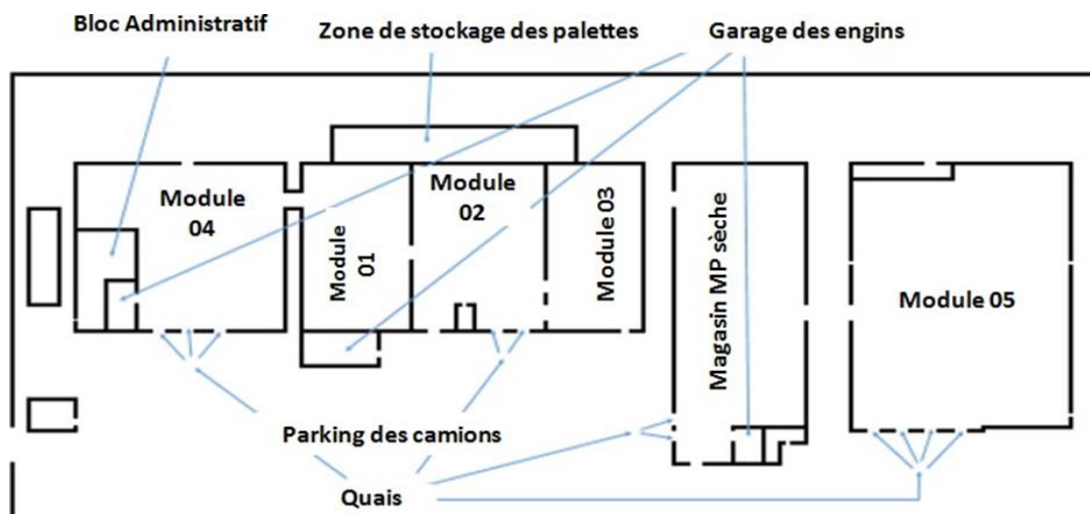 Bloc Administratif
Zone de stockage des palettes
Garage des engins
Module
04
Module
01
Module
02
Module 03
Magasin MP sèche
Module 05
Parking des camions
Quais